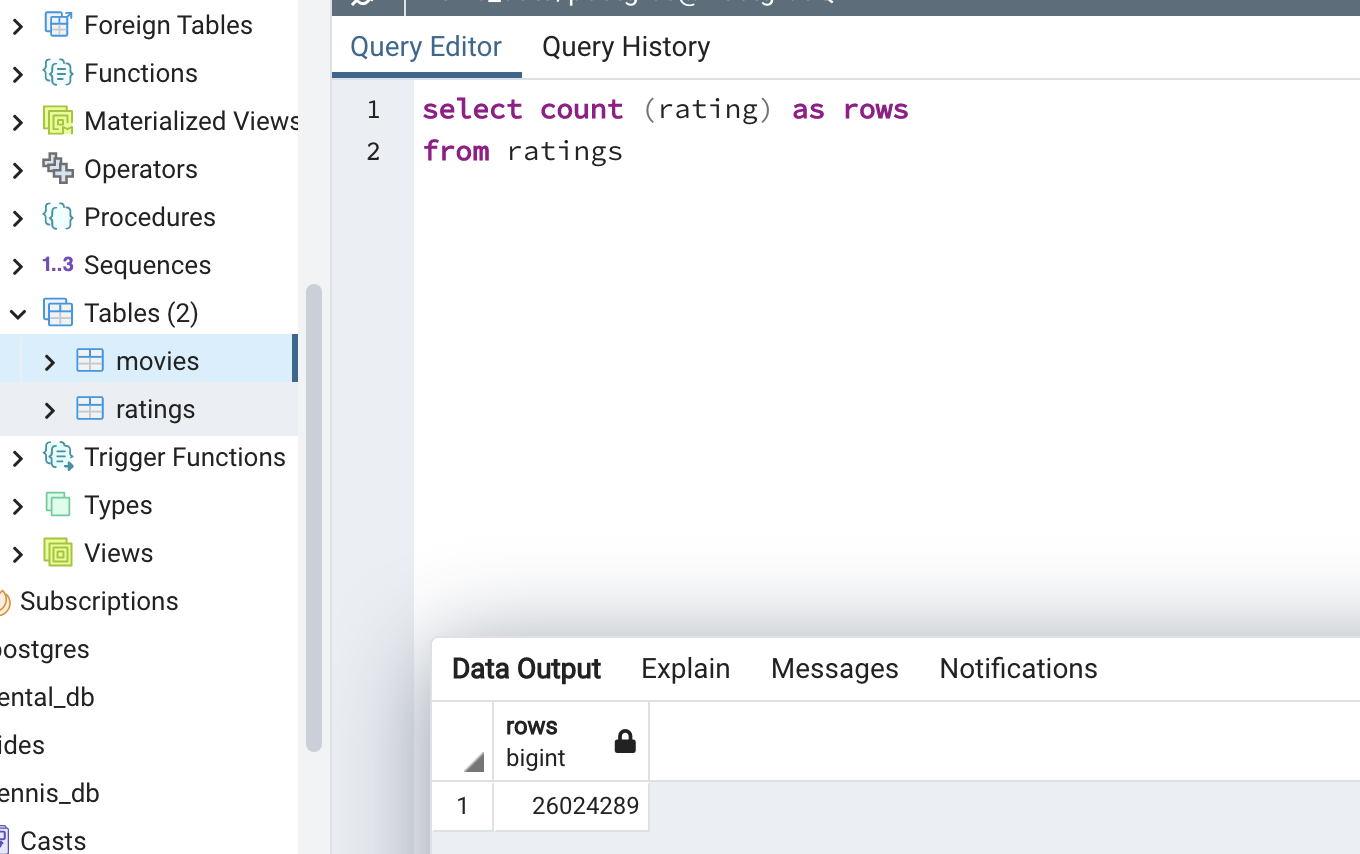 Foreign Tables
Functions
Materialized Views
Operators
Procedures
1..3 Sequences
Tables (2)
movies
ratings
Trigger Functions
Types
Views
Subscriptions
ostgres
ental_db
ides
ennis_db
Casts
Query Editor Query History
1 select count (rating) as rows
2 from ratings
Data Output Explain Messages Notifications
rows
bigint
1 26024289